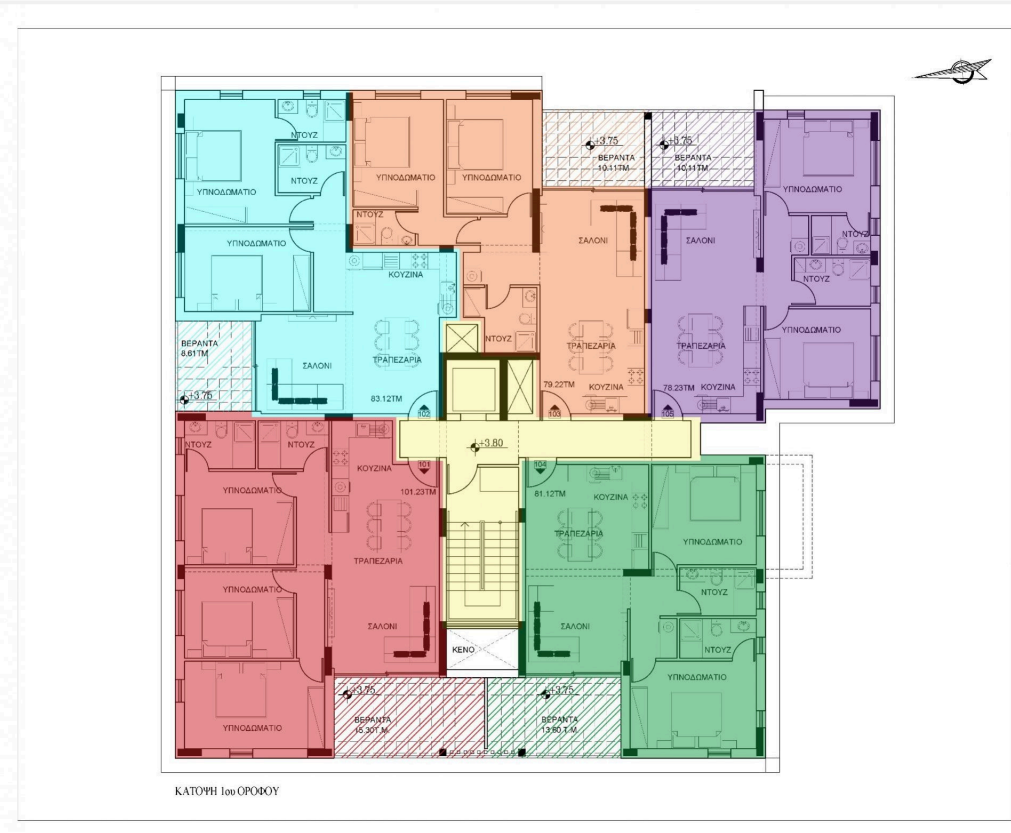 ΝΤΟΥΖ
+3.75
+3.75
ΒΕΡΑΝΤΑ
10.11ΤΜ
ΒΕΡΑΝΤΑ
10.11ΤΜ
ΝΤΟΥΖ
ΥΠΝΟΔΩΜΑΤΙΟ
ΥΠΝΟΔΩΜΑΤΙΟ
ΥΠΝΟΔΩΜΑΤΙΟ
ΥΠΝΟΔΩΜΑΤΙΟ
ΝΤΟΥΖ
ΥΠΝΟΔΩΜΑΤΙΟ
ΣΑΛΟΝΙ
ΣΑΛΟΝΙ
ΝΤΟΥΖ
ΚΟΥΖΙΝΑ
ΝΤΟΥΖ
ΒΕΡΑΝΤΑ
8.61ΤΜ
ΝΤΟΥΖ
ΥΠΝΟΔΩΜΑΤΙΟ
ΤΡΑΠΕΖΑΡΙΑ
ΤΡΑΠΕΖΑΡΙΑ
ΤΡΑΠΕΖΑΡΙΑ
ΣΑΛΟΝΙ
+3.75
83.12ΤΜ
79.22ΤΜ
ΚΟΥΖΙΝΑ
78.23ΤΜ
ΚΟΥΖΙΝΑ
102
103
105
ΝΤΟΥΖ
ΝΤΟΥΖ
+3.80
ΚΟΥΖΙΝΑ
101
104
ΥΠΝΟΔΩΜΑΤΙΟ
101.23ΤΜ
81.12ΤΜ
ΚΟΥΖΙΝΑ
ΤΡΑΠΕΖΑΡΙΑ
ΤΡΑΠΕΖΑΡΙΑ
ΥΠΝΟΔΩΜΑΤΙΟ
ΥΠΝΟΔΩΜΑΤΙΟ
ΝΤΟΥΖ
ΣΑΛΟΝΙ
ΣΑΛΟΝΙ
ΚΕΝΟ
ΝΤΟΥΖ
ΥΠΝΟΔΩΜΑΤΙΟ
+3.75
+3.75
ΥΠΝΟΔΩΜΑΤΙΟ
ΒΕΡΑΝΤΑ
15.30Τ.Μ.
ΒΕΡΑΝΤΑ
13.60 Τ.Μ.
ΚΑΤΟΨΗ 1ου ΟΡΟΦΟΥ